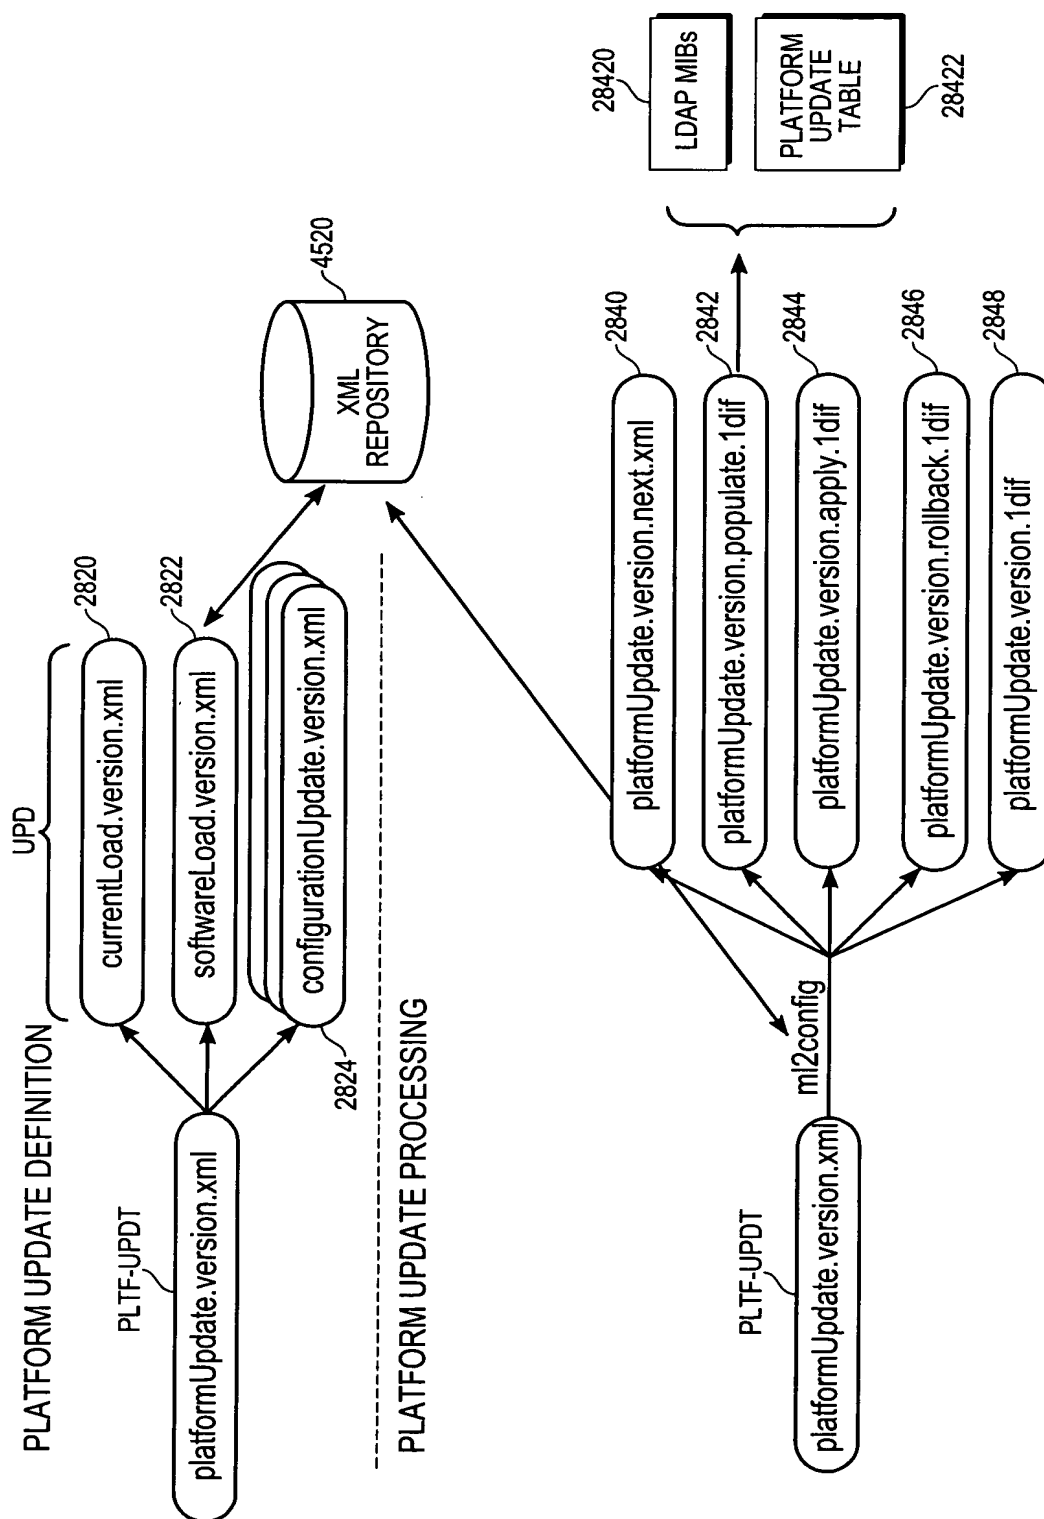 PLATFORM UPDATE DEFINITION
UPD
PLTF-UPDT
platformUpdate.version.xml
currentLoad.version.xml
2820
softwareLoad.version.xml
2822
configurationUpdate.version.xml
2824
XML
REPOSITORY
4520
PLATFORM UPDATE PROCESSING
PLTF-UPDT
platformUpdate.version.xml
ml2config
platformUpdate.version.next.xml
2840
platformUpdate.version.populate.1dif
2842
platformUpdate.version.apply.1dif
2844
platformUpdate.version.rollback.1dif
2846
platformUpdate.version.1dif
2848
28420
LDAP MIBs
PLATFORM
UPDATE
TABLE
28422